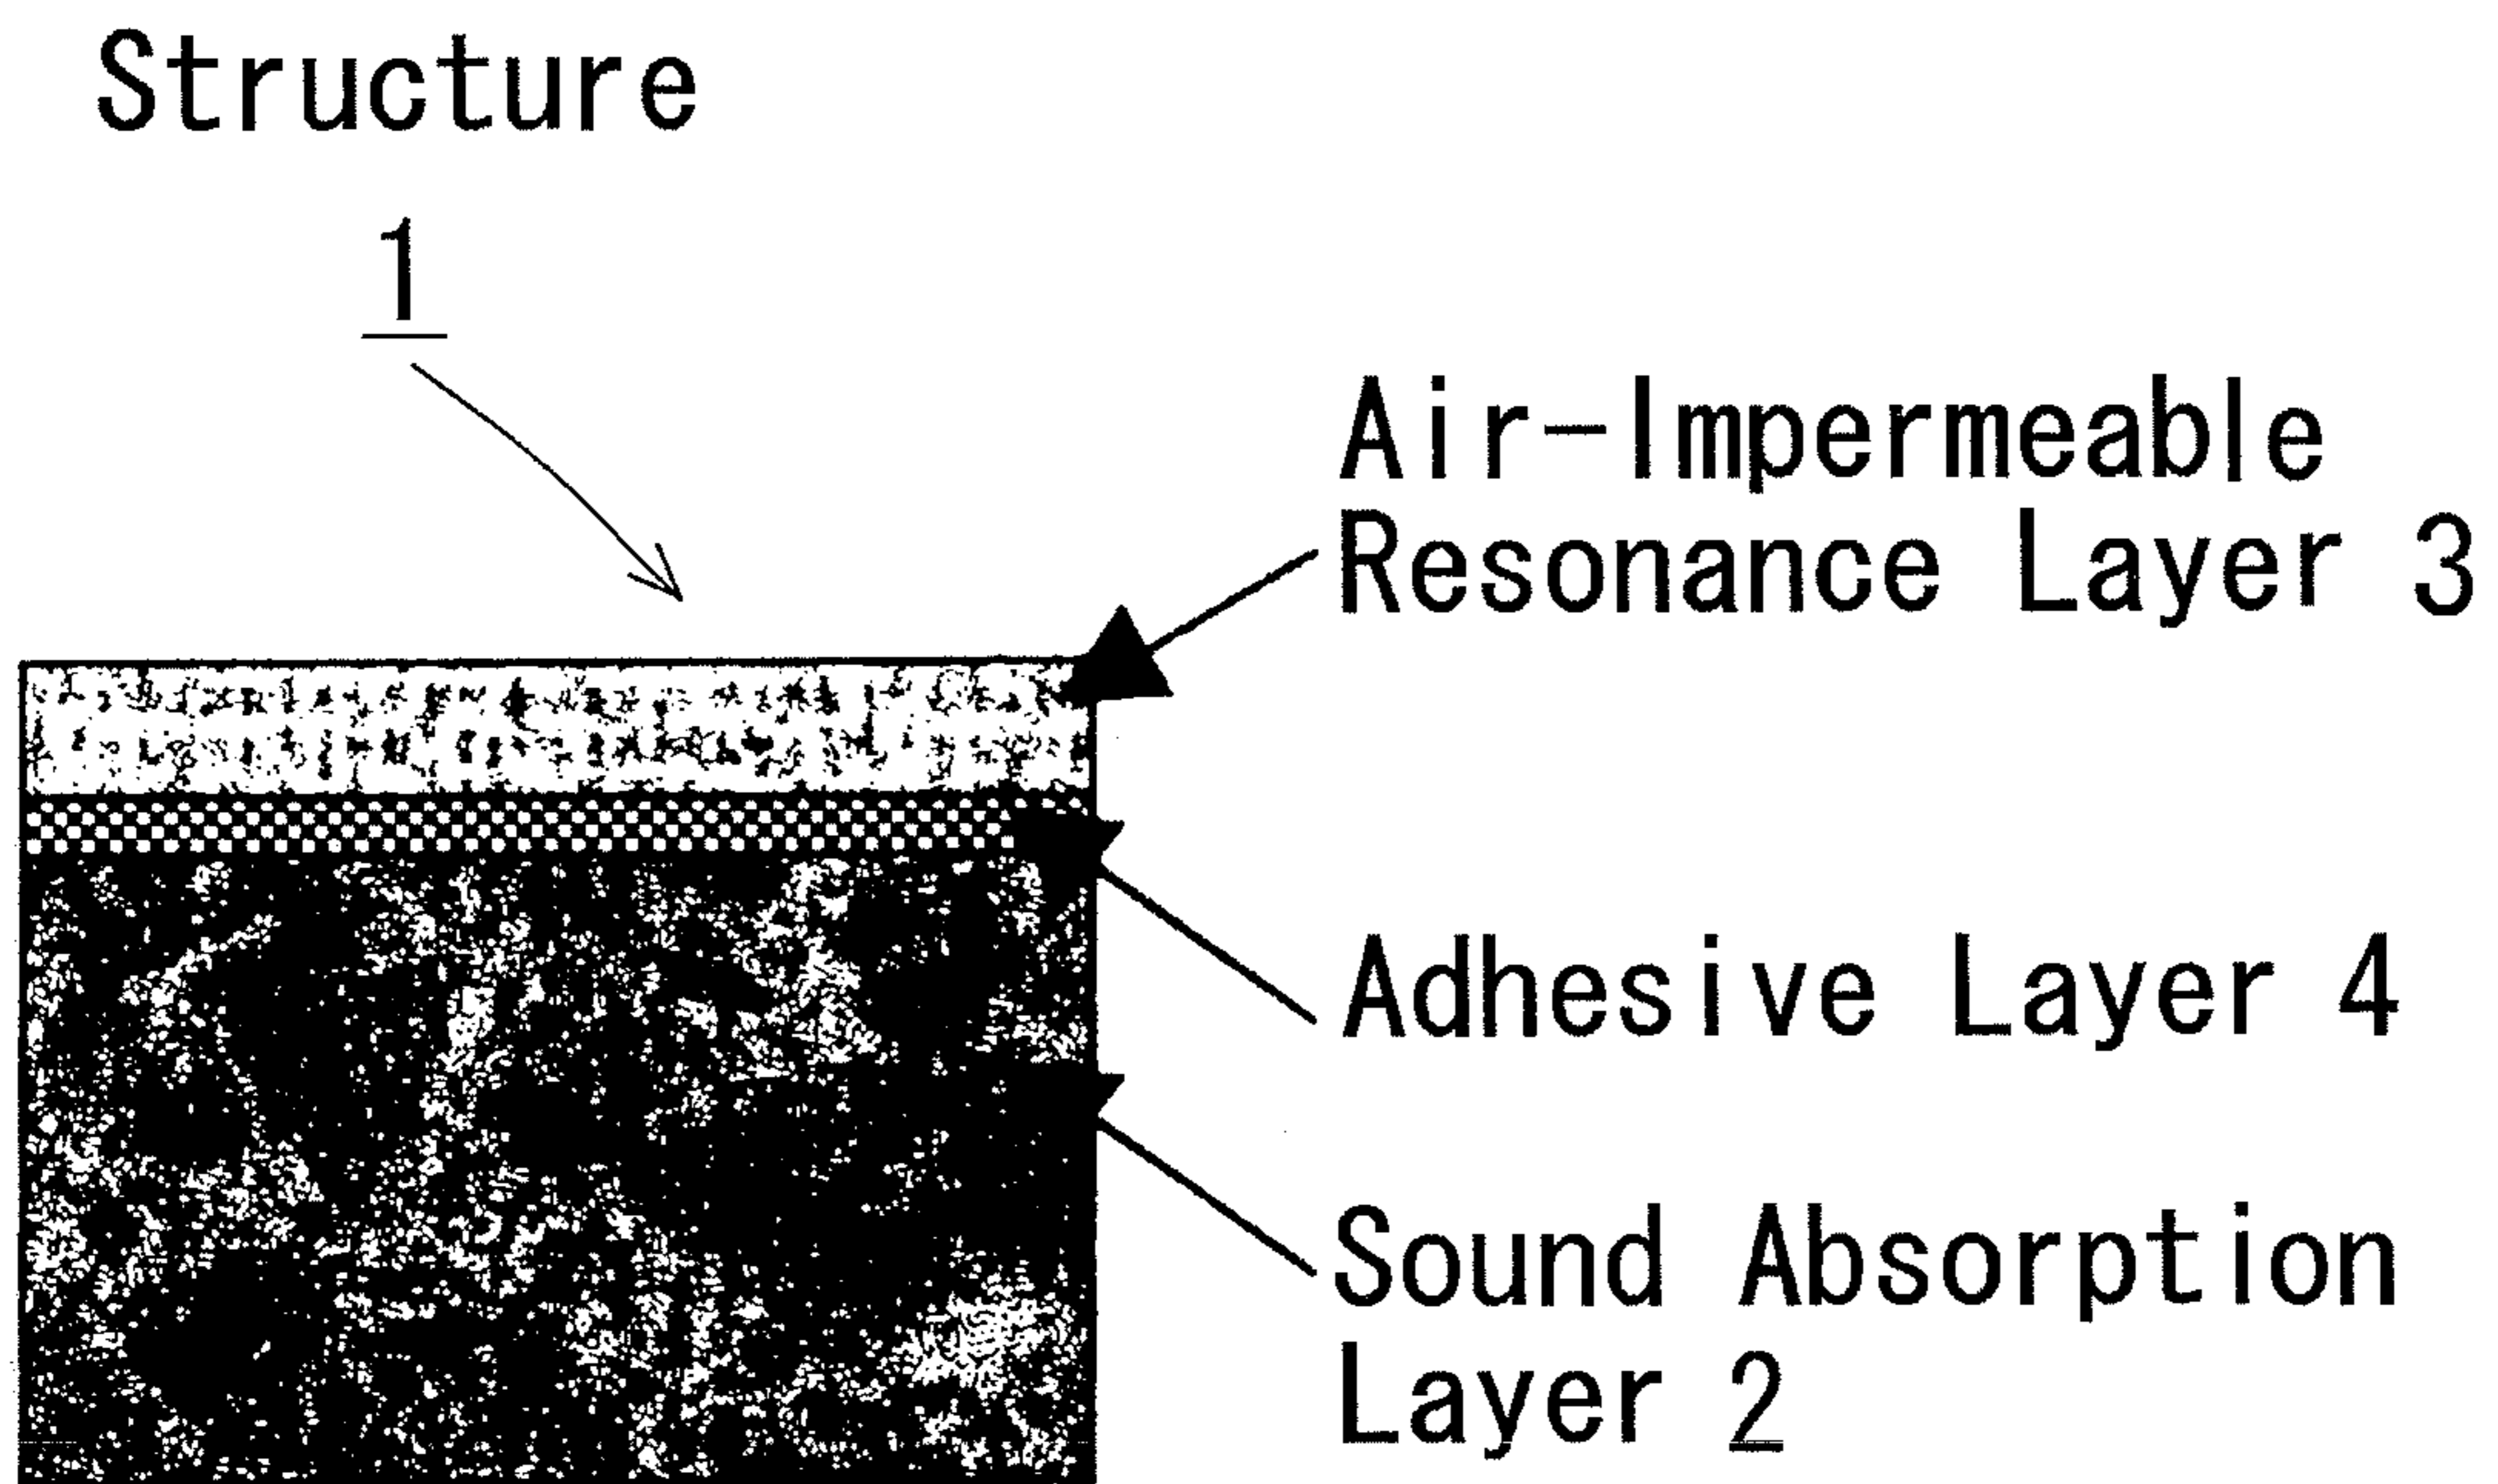 Structure
1
Air-Impermeable
Resonance Layer 3
Adhesive Layer 4
Sound Absorption
Layer 2